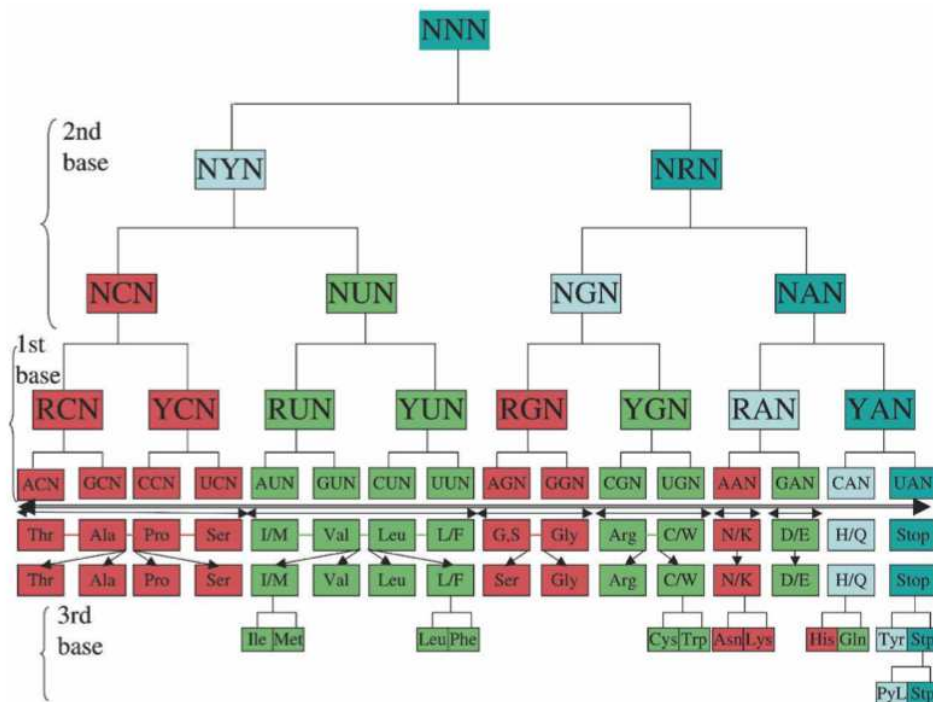 NNN
2nd
base
NYN NRN
NCN NUN NGN NAN
1st
base
RCN YCN RUN YUN RGN YGN RAN YAN
ACN GCN CCN UCN AUN GUN CUN UUN AGN GGN CGN UGN AAN GAN CAN UAN
Thr Ala Pro Ser I/M Val Leu L/F G,S Gly Arg C/W N/K D/E H/Q Stop
Thr Ala Pro Ser I/M Val Leu L/F Ser Gly Arg C/W N/K D/E H/Q Stop
3rd
base
Ile Met Leu Phe Cys Trp Asn Lys His Gln Tyr Stp
PyL Stp